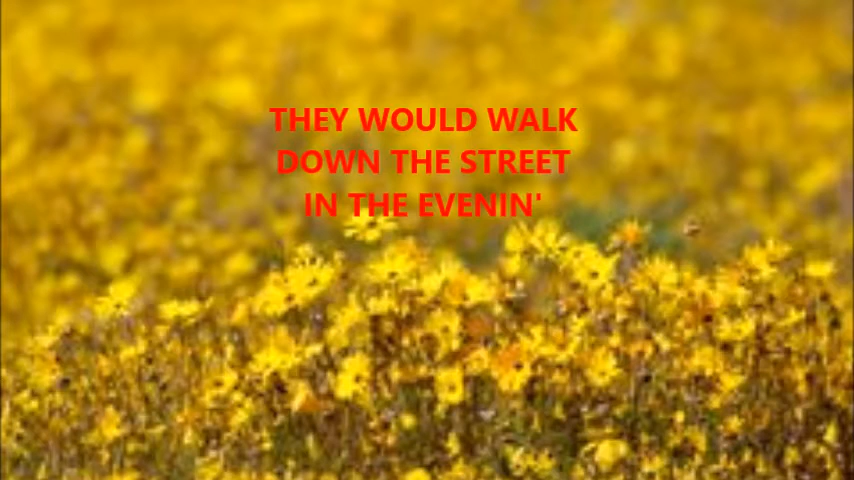 THEY WOULD WALK
DOWN THE STREET
IN THE EVENIN'